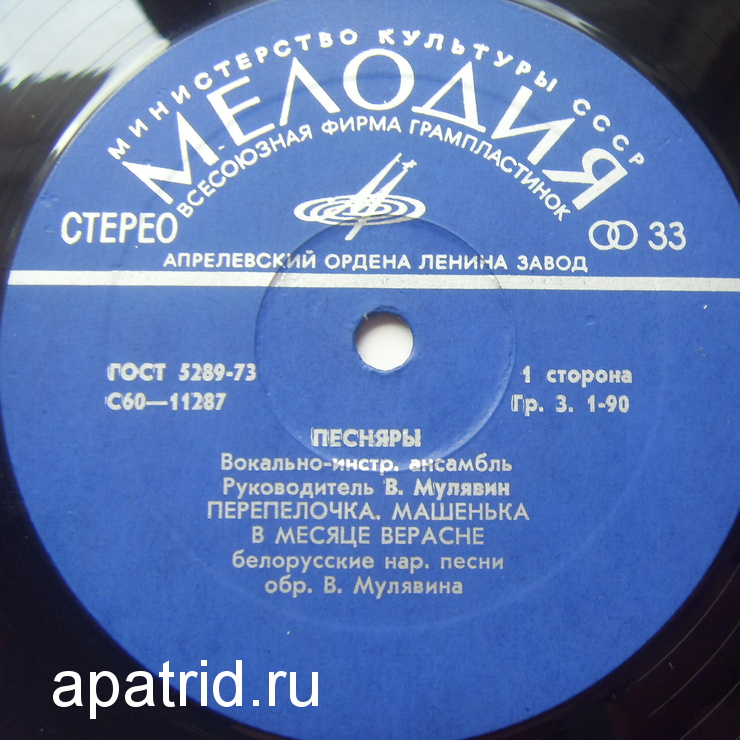 МИНИСТЕРСТВО КУЛЬТУРЫ СССР
МЕЛОДИЯ
ВСЕСОЮЗНАЯ ФИРМА ГРАМПЛАСТИНОК
СТЕРЕО
33
АПРЕЛЕВСКИЙ ОРДЕНА ЛЕНИНА ЗАВОД
ГОСТ 5289-73
1 сторона
С60—11287
Гр. 3. 1-90
ПЕСНЯРЫ
Вокально-инстр. ансамбль
Руководитель В. Мулявин
ПЕРЕПЕЛОЧКА. МАШЕНЬКА
В МЕСЯЦЕ ВЕРАСНЕ
белорусские нар. песни
обр. В. Мулявина
apatrid.ru